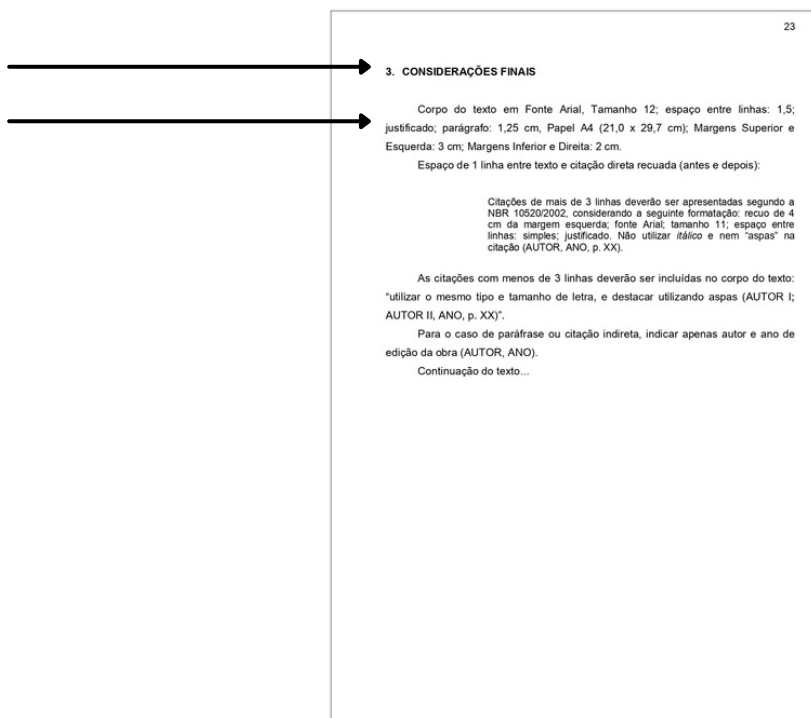 23
3. CONSIDERAÇÕES FINAIS
Corpo do texto em Fonte Arial, Tamanho 12; espaço entre linhas: 1,5;
justificado; parágrafo: 1,25 cm, Papel A4 (21,0 x 29,7 cm); Margens Superior e
Esquerda: 3 cm; Margens Inferior e Direita: 2 cm.
Espaço de 1 linha entre texto e citação direta recuada (antes e depois):
Citações de mais de 3 linhas deverão ser apresentadas segundo a
NBR 10520/2002, considerando a seguinte formatação: recuo de 4
cm da margem esquerda; fonte Arial; tamanho 11; espaço entre
linhas: simples; justificado. Não utilizar itálico e nem "aspas" na
citação (AUTOR, ANO, p. XX).
As citações com menos de 3 linhas deverão ser incluídas no corpo do texto:
“utilizar o mesmo tipo e tamanho de letra, e destacar utilizando aspas (AUTOR I;
AUTOR II, ANO, p. XX)”.
Para o caso de paráfrase ou citação indireta, indicar apenas autor e ano de
edição da obra (AUTOR, ANO).
Continuação do texto...